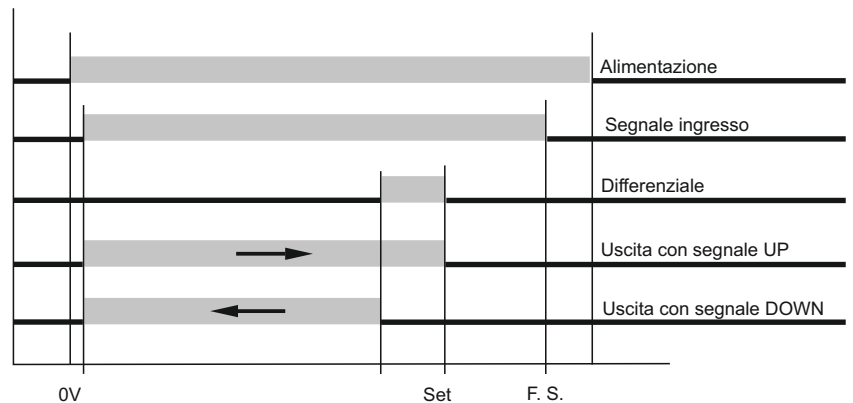 Alimentazione
Segnale ingresso
Differenziale
Uscita con segnale UP
Uscita con segnale DOWN
0V Set F. S.